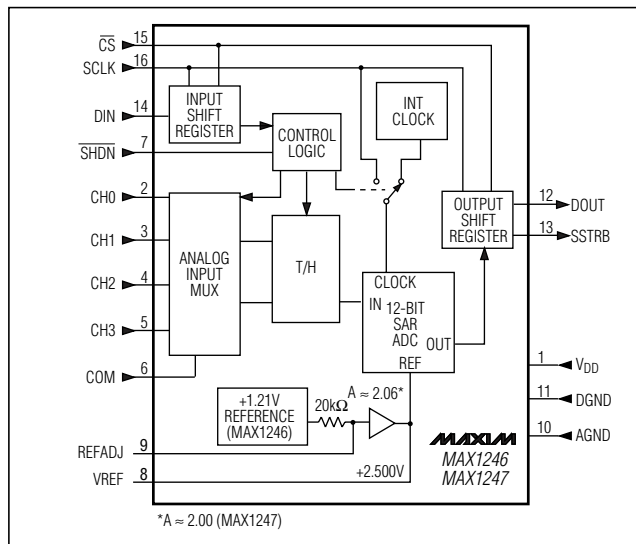 CS 15
SCLK 16
DIN 14
SHDN 7
CH0 2
CH1 3
CH2 4
CH3 5
COM 6
REFADJ 9
VREF 8
INPUT
SHIFT
REGISTER
CONTROL
LOGIC
INT
CLOCK
ANALOG
INPUT
MUX
T/H
CLOCK
IN
12-BIT
SAR
ADC
OUT
REF
OUTPUT
SHIFT
REGISTER
12 DOUT
13 SSTRB
+1.21V
REFERENCE
(MAX1246)
20kΩ
A ≈ 2.06*
+2.500V
1 VDD
11 DGND
10 AGND
MAXIM
MAX1246
MAX1247
*A ≈ 2.00 (MAX1247)